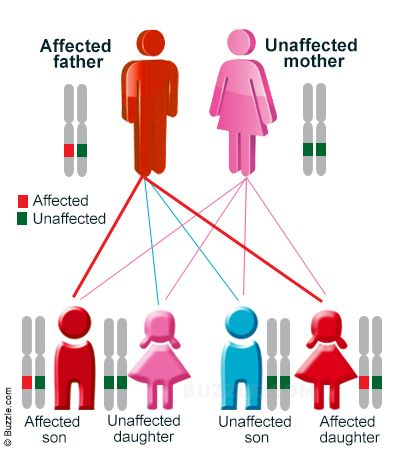 Affected
father
Unaffected
mother
Affected
Unaffected
BUZZLE.COM
Affected
son
Unaffected
daughter
Unaffected
son
Affected
daughter
© Buzzle.com